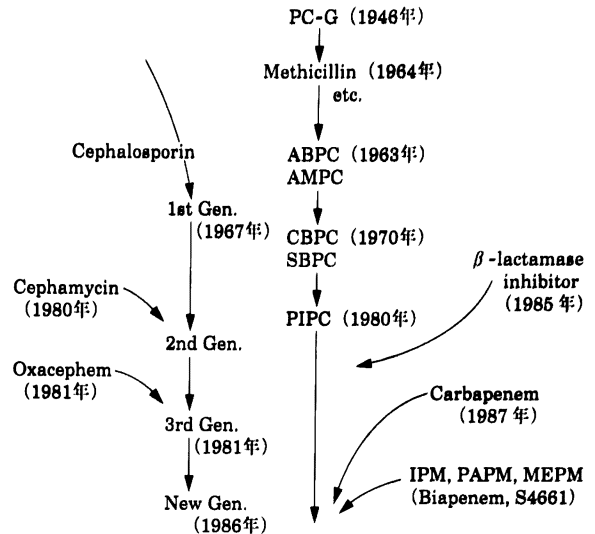 PC-G (1946年)
Methicillin (1964年)
etc.
Cephalosporin
ABPC (1963年)
AMPC
1st Gen.
(1967年)
CBPC (1970年)
SBPC
β-lactamase
inhibitor
(1985年)
Cephamycin
(1980年)
PIPC (1980年)
2nd Gen.
Oxacephem
(1981年)
Carbapenem
(1987年)
3rd Gen.
(1981年)
IPM, PAPM, MEPM
(Biapenem, S4661)
New Gen.
(1986年)